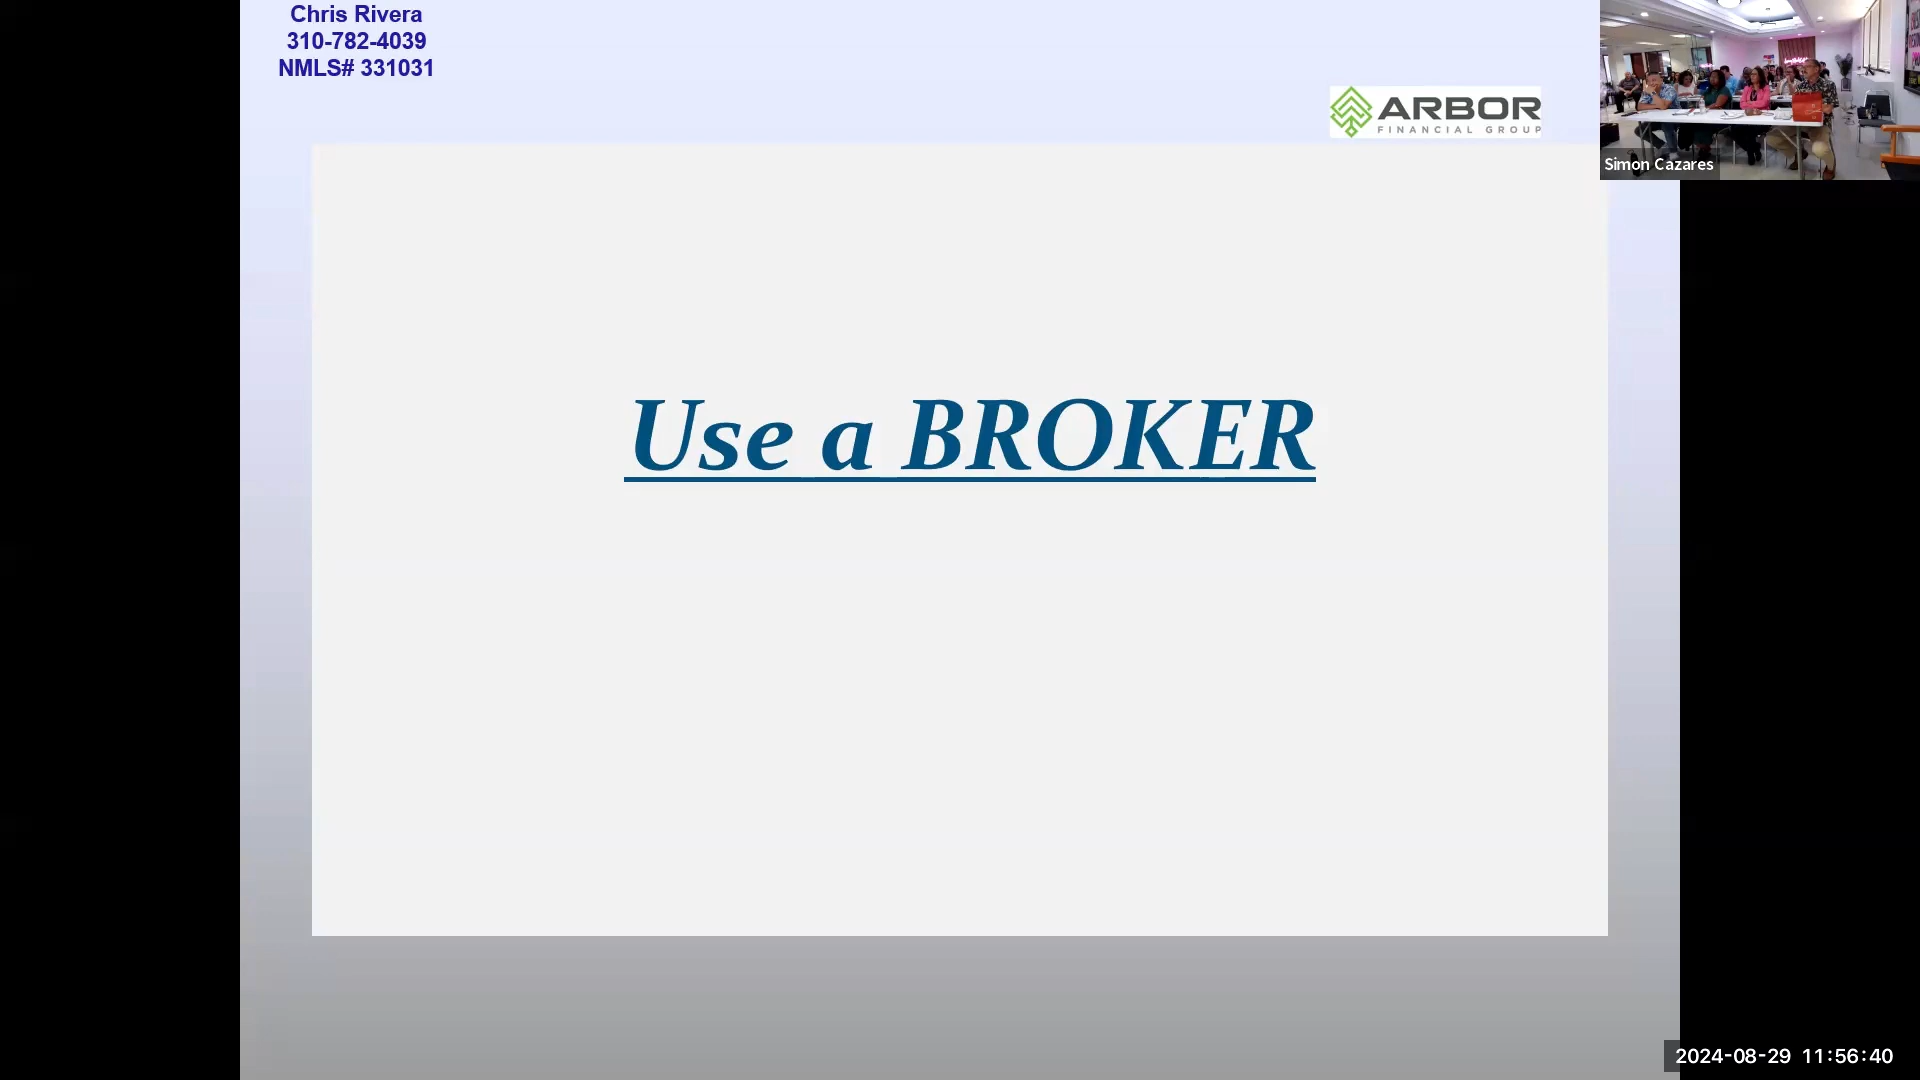 Chris Rivera
310-782-4039
NMLS# 331031
ARBOR
FINANCIAL GROUP
Simon Cazares
Use a BROKER
2024-08-29 11:56:40